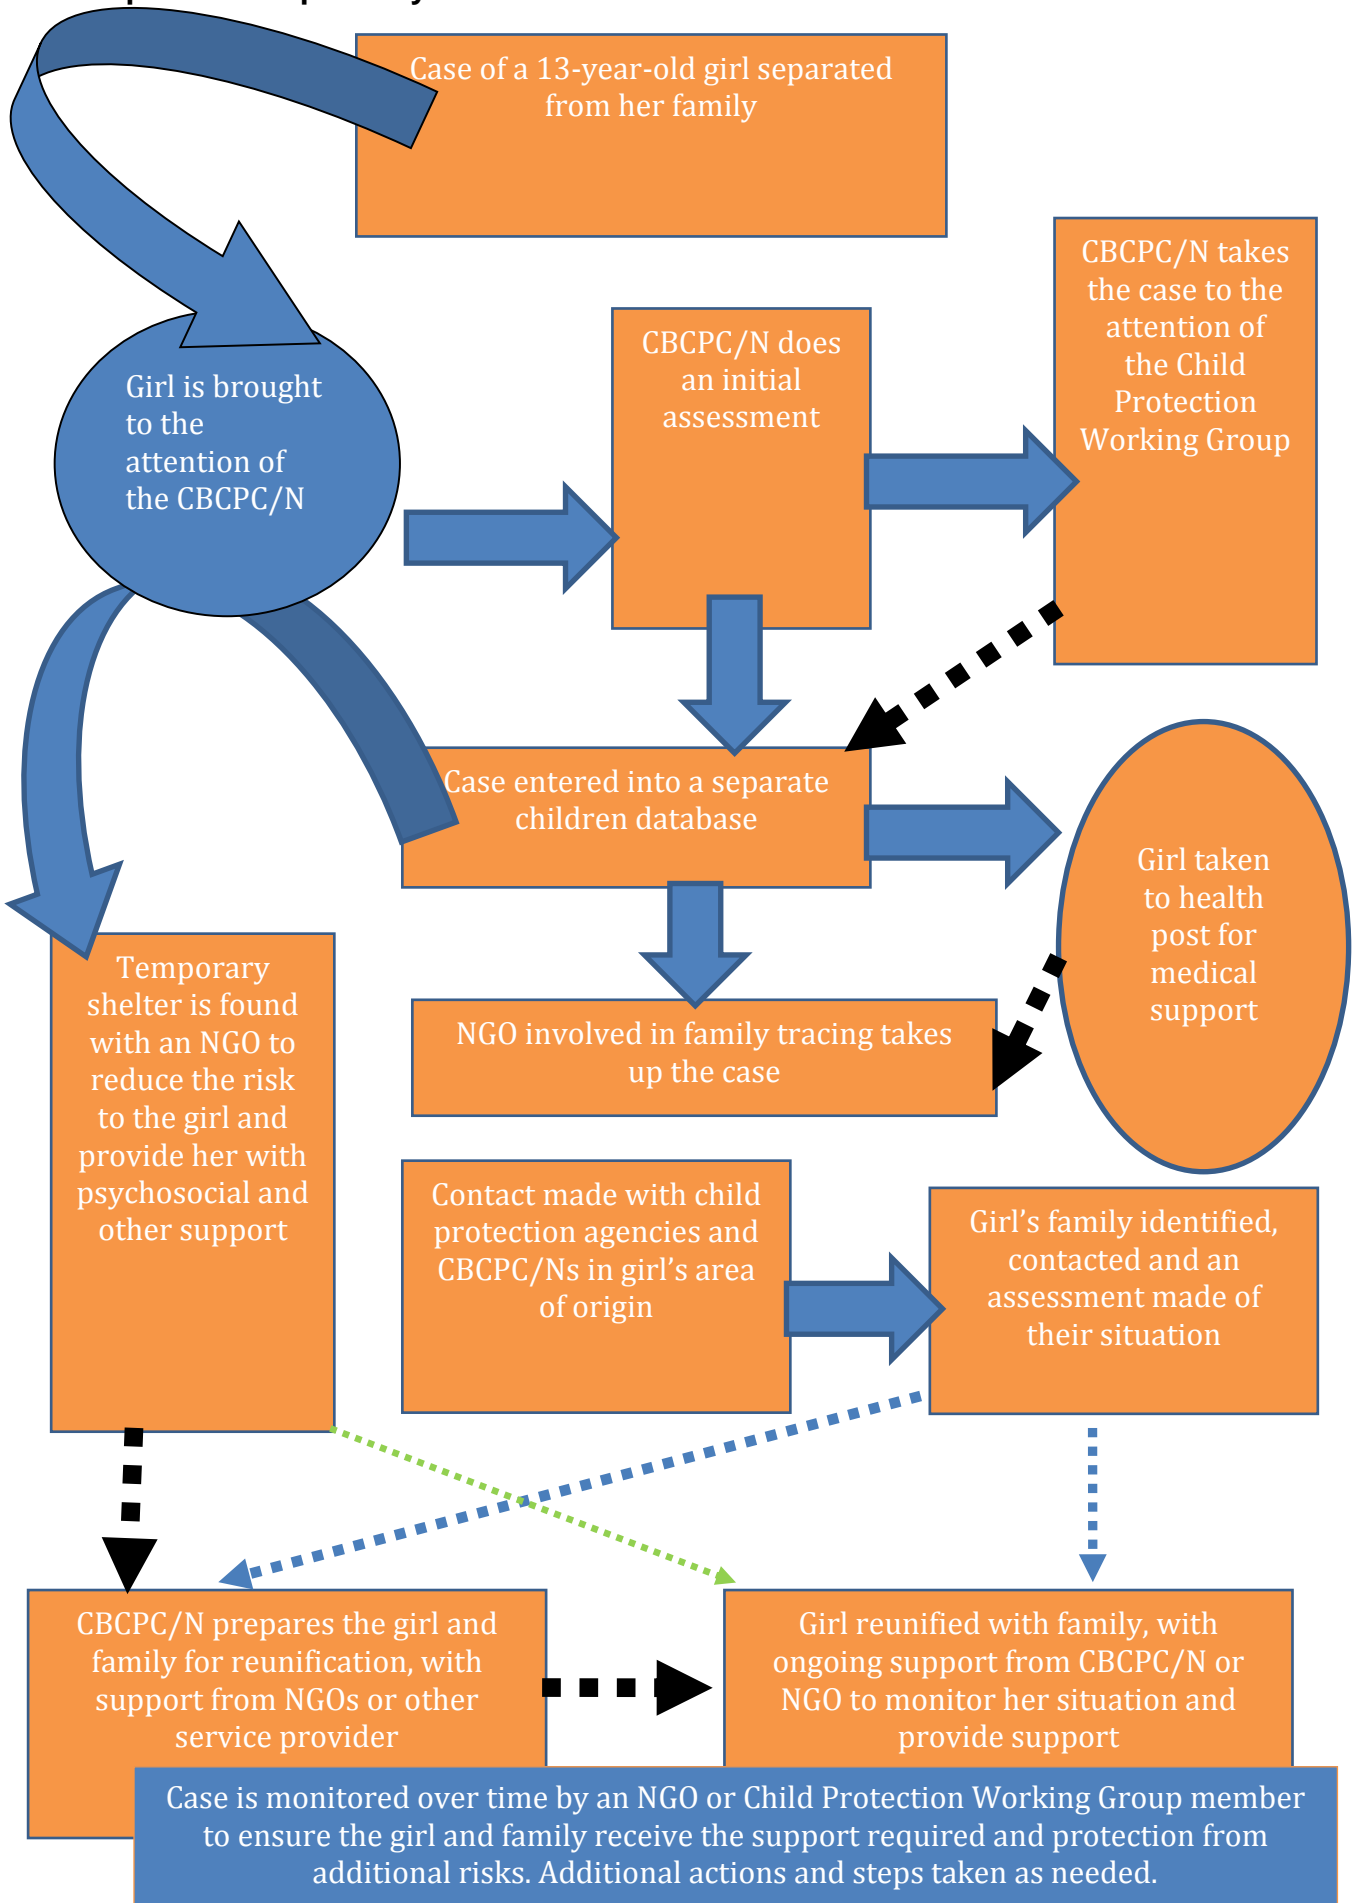 Case of a 13-year-old girl separated
from her family
CBCPC/N takes
the case to the
attention of
the Child
Protection
Working Group
CBCPC/N does
an initial
assessment
Girl is brought
to the
attention of
the CBCPC/N
Case entered into a separate
children database
Girl taken
to health
post for
medical
support
Temporary
shelter is found
with an NGO to
reduce the risk
to the girl and
provide her with
psychosocial and
other support
NGO involved in family tracing takes
up the case
Contact made with child
protection agencies and
CBCPC/Ns in girl’s area
of origin
Girl’s family identified,
contacted and an
assessment made of
their situation
CBCPC/N prepares the girl and
family for reunification, with
support from NGOs or other
service provider
Girl reunified with family, with
ongoing support from CBCPC/N or
NGO to monitor her situation and
provide support
Case is monitored over time by an NGO or Child Protection Working Group member
to ensure the girl and family receive the support required and protection from
additional risks. Additional actions and steps taken as needed.